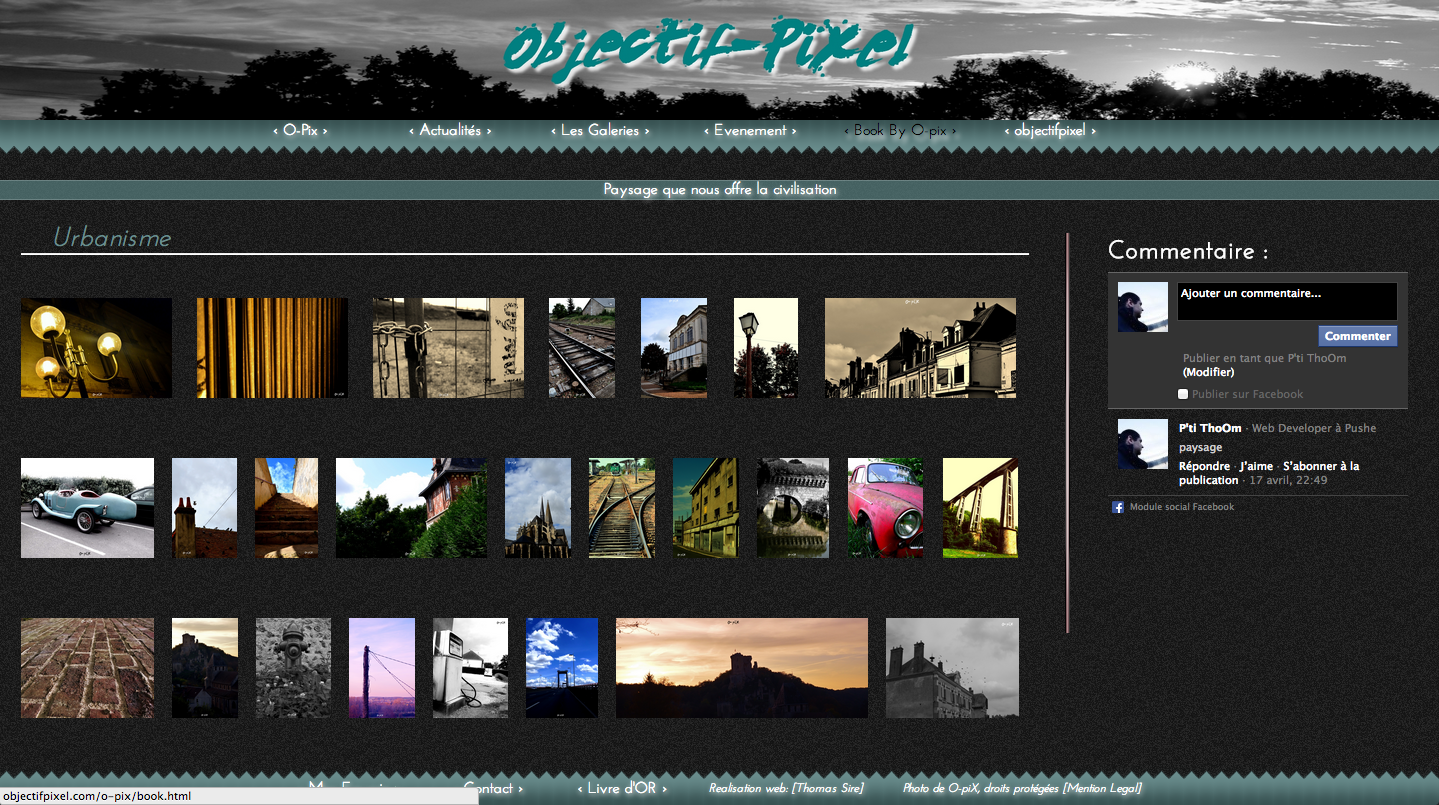 Objectif-PiXel
< O-Pix >
< Actualités >
< Les Galeries >
< Evenement >
< Book By O-pix >
< objectifpixel >
Paysage que nous offre la civilisation
Urbanisme
Commentaire :
Ajouter un commentaire...
Commenter
Publier en tant que P'ti ThoOm
(Modifier)
Publier sur Facebook
P'ti ThoOm · Web Developer à Pushe
paysage
Répondre · J'aime · S'abonner à la
publication · 17 avril, 22:49
Module social Facebook
Contact >
< Livre d'OR >
Realisation web: [Thomas Sire]
Photo de O-piX, droits protégées [Mention Legal]
objectifpixel.com/o-pix/book.html